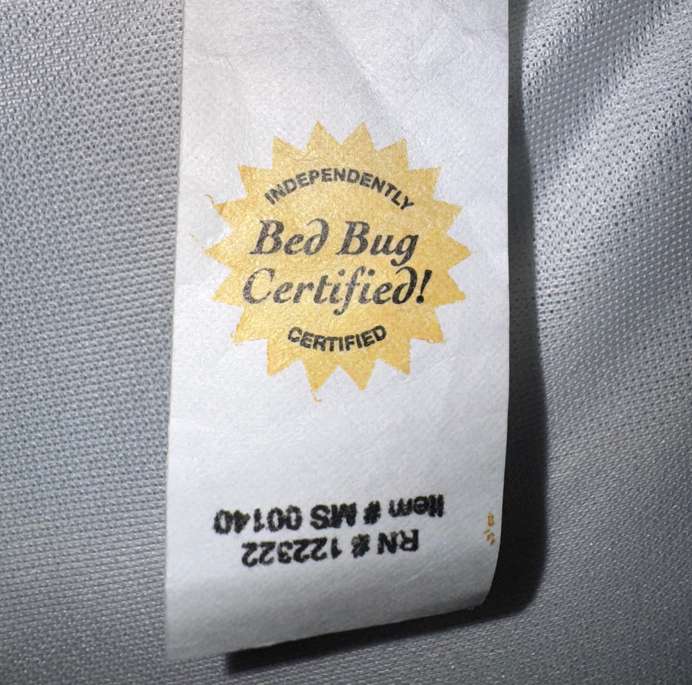 INDEPENDENTLY
Bed Bug
Certified!
CERTIFIED
RN # 122322
Item # MS 00140